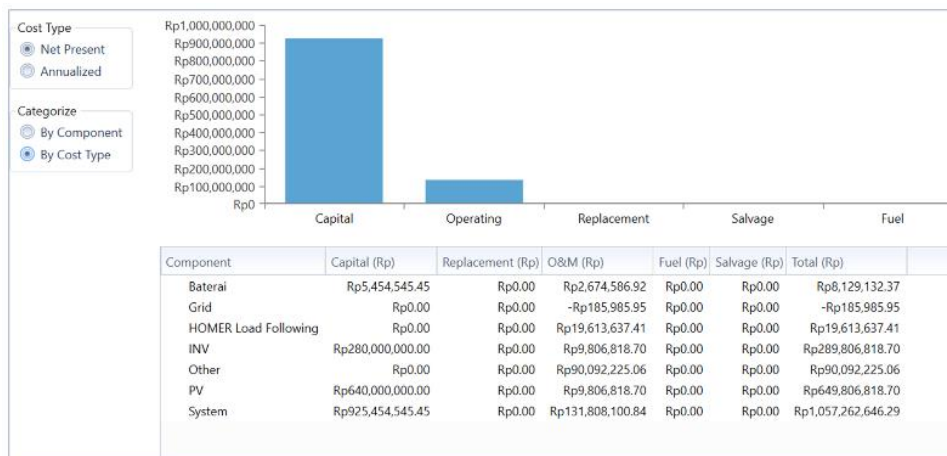 Cost Type
Net Present
Annualized
Categorize
By Component
By Cost Type
Rp1,000,000,000
Rp900,000,000
Rp800,000,000
Rp700,000,000
Rp600,000,000
Rp500,000,000
Rp400,000,000
Rp300,000,000
Rp200,000,000
Rp100,000,000
Rp0
Capital Operating Replacement Salvage Fuel
Component Capital (Rp) Replacement (Rp) O&M (Rp) Fuel (Rp) Salvage (Rp) Total (Rp)
Baterai Rp5,454,545.45 Rp0.00 Rp2,674,586.92 Rp0.00 Rp0.00 Rp8,129,132.37
Grid Rp0.00 Rp0.00 -Rp185,985.95 Rp0.00 Rp0.00 -Rp185,985.95
HOMER Load Following Rp0.00 Rp0.00 Rp19,613,637.41 Rp0.00 Rp0.00 Rp19,613,637.41
INV Rp280,000,000.00 Rp0.00 Rp9,806,818.70 Rp0.00 Rp0.00 Rp289,806,818.70
Other Rp0.00 Rp0.00 Rp90,092,225.06 Rp0.00 Rp0.00 Rp90,092,225.06
PV Rp640,000,000.00 Rp0.00 Rp9,806,818.70 Rp0.00 Rp0.00 Rp649,806,818.70
System Rp925,454,545.45 Rp0.00 Rp131,808,100.84 Rp0.00 Rp0.00 Rp1,057,262,646.29